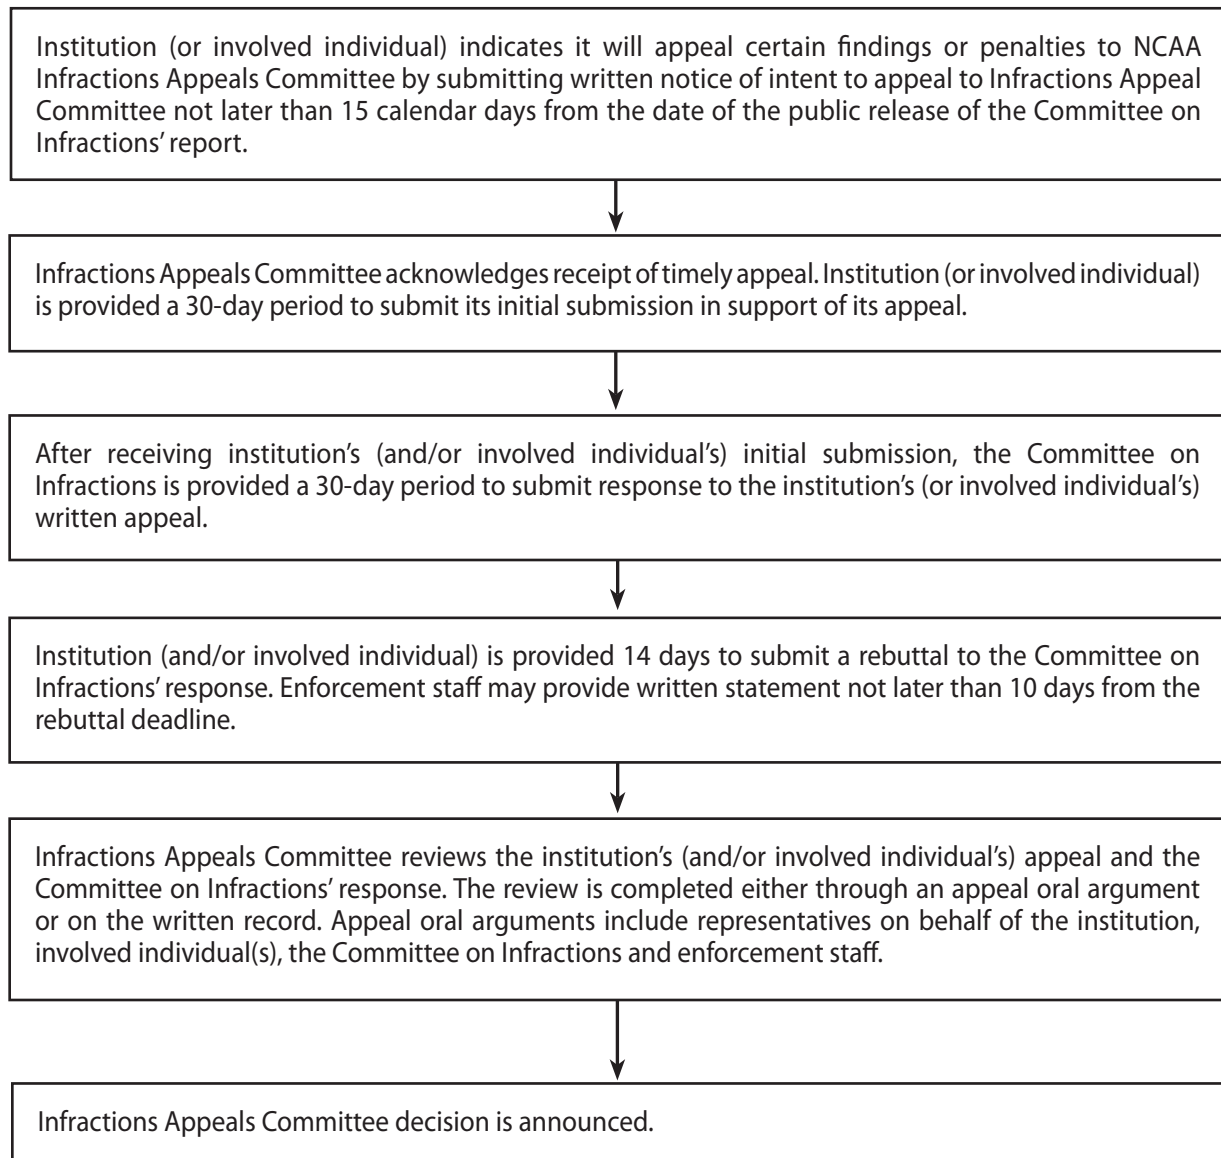 Institution (or involved individual) indicates it will appeal certain findings or penalties to NCAA
Infractions Appeals Committee by submitting written notice of intent to appeal to Infractions Appeal
Committee not later than 15 calendar days from the date of the public release of the Committee on
Infractions’ report.
Infractions Appeals Committee acknowledges receipt of timely appeal. Institution (or involved individual)
is provided a 30-day period to submit its initial submission in support of its appeal.
After receiving institution’s (and/or involved individual’s) initial submission, the Committee on
Infractions is provided a 30-day period to submit response to the institution’s (or involved individual’s)
written appeal.
Institution (and/or involved individual) is provided 14 days to submit a rebuttal to the Committee on
Infractions’ response. Enforcement staff may provide written statement not later than 10 days from the
rebuttal deadline.
Infractions Appeals Committee reviews the institution’s (and/or involved individual’s) appeal and the
Committee on Infractions’ response. The review is completed either through an appeal oral argument
or on the written record. Appeal oral arguments include representatives on behalf of the institution,
involved individual(s), the Committee on Infractions and enforcement staff.
Infractions Appeals Committee decision is announced.